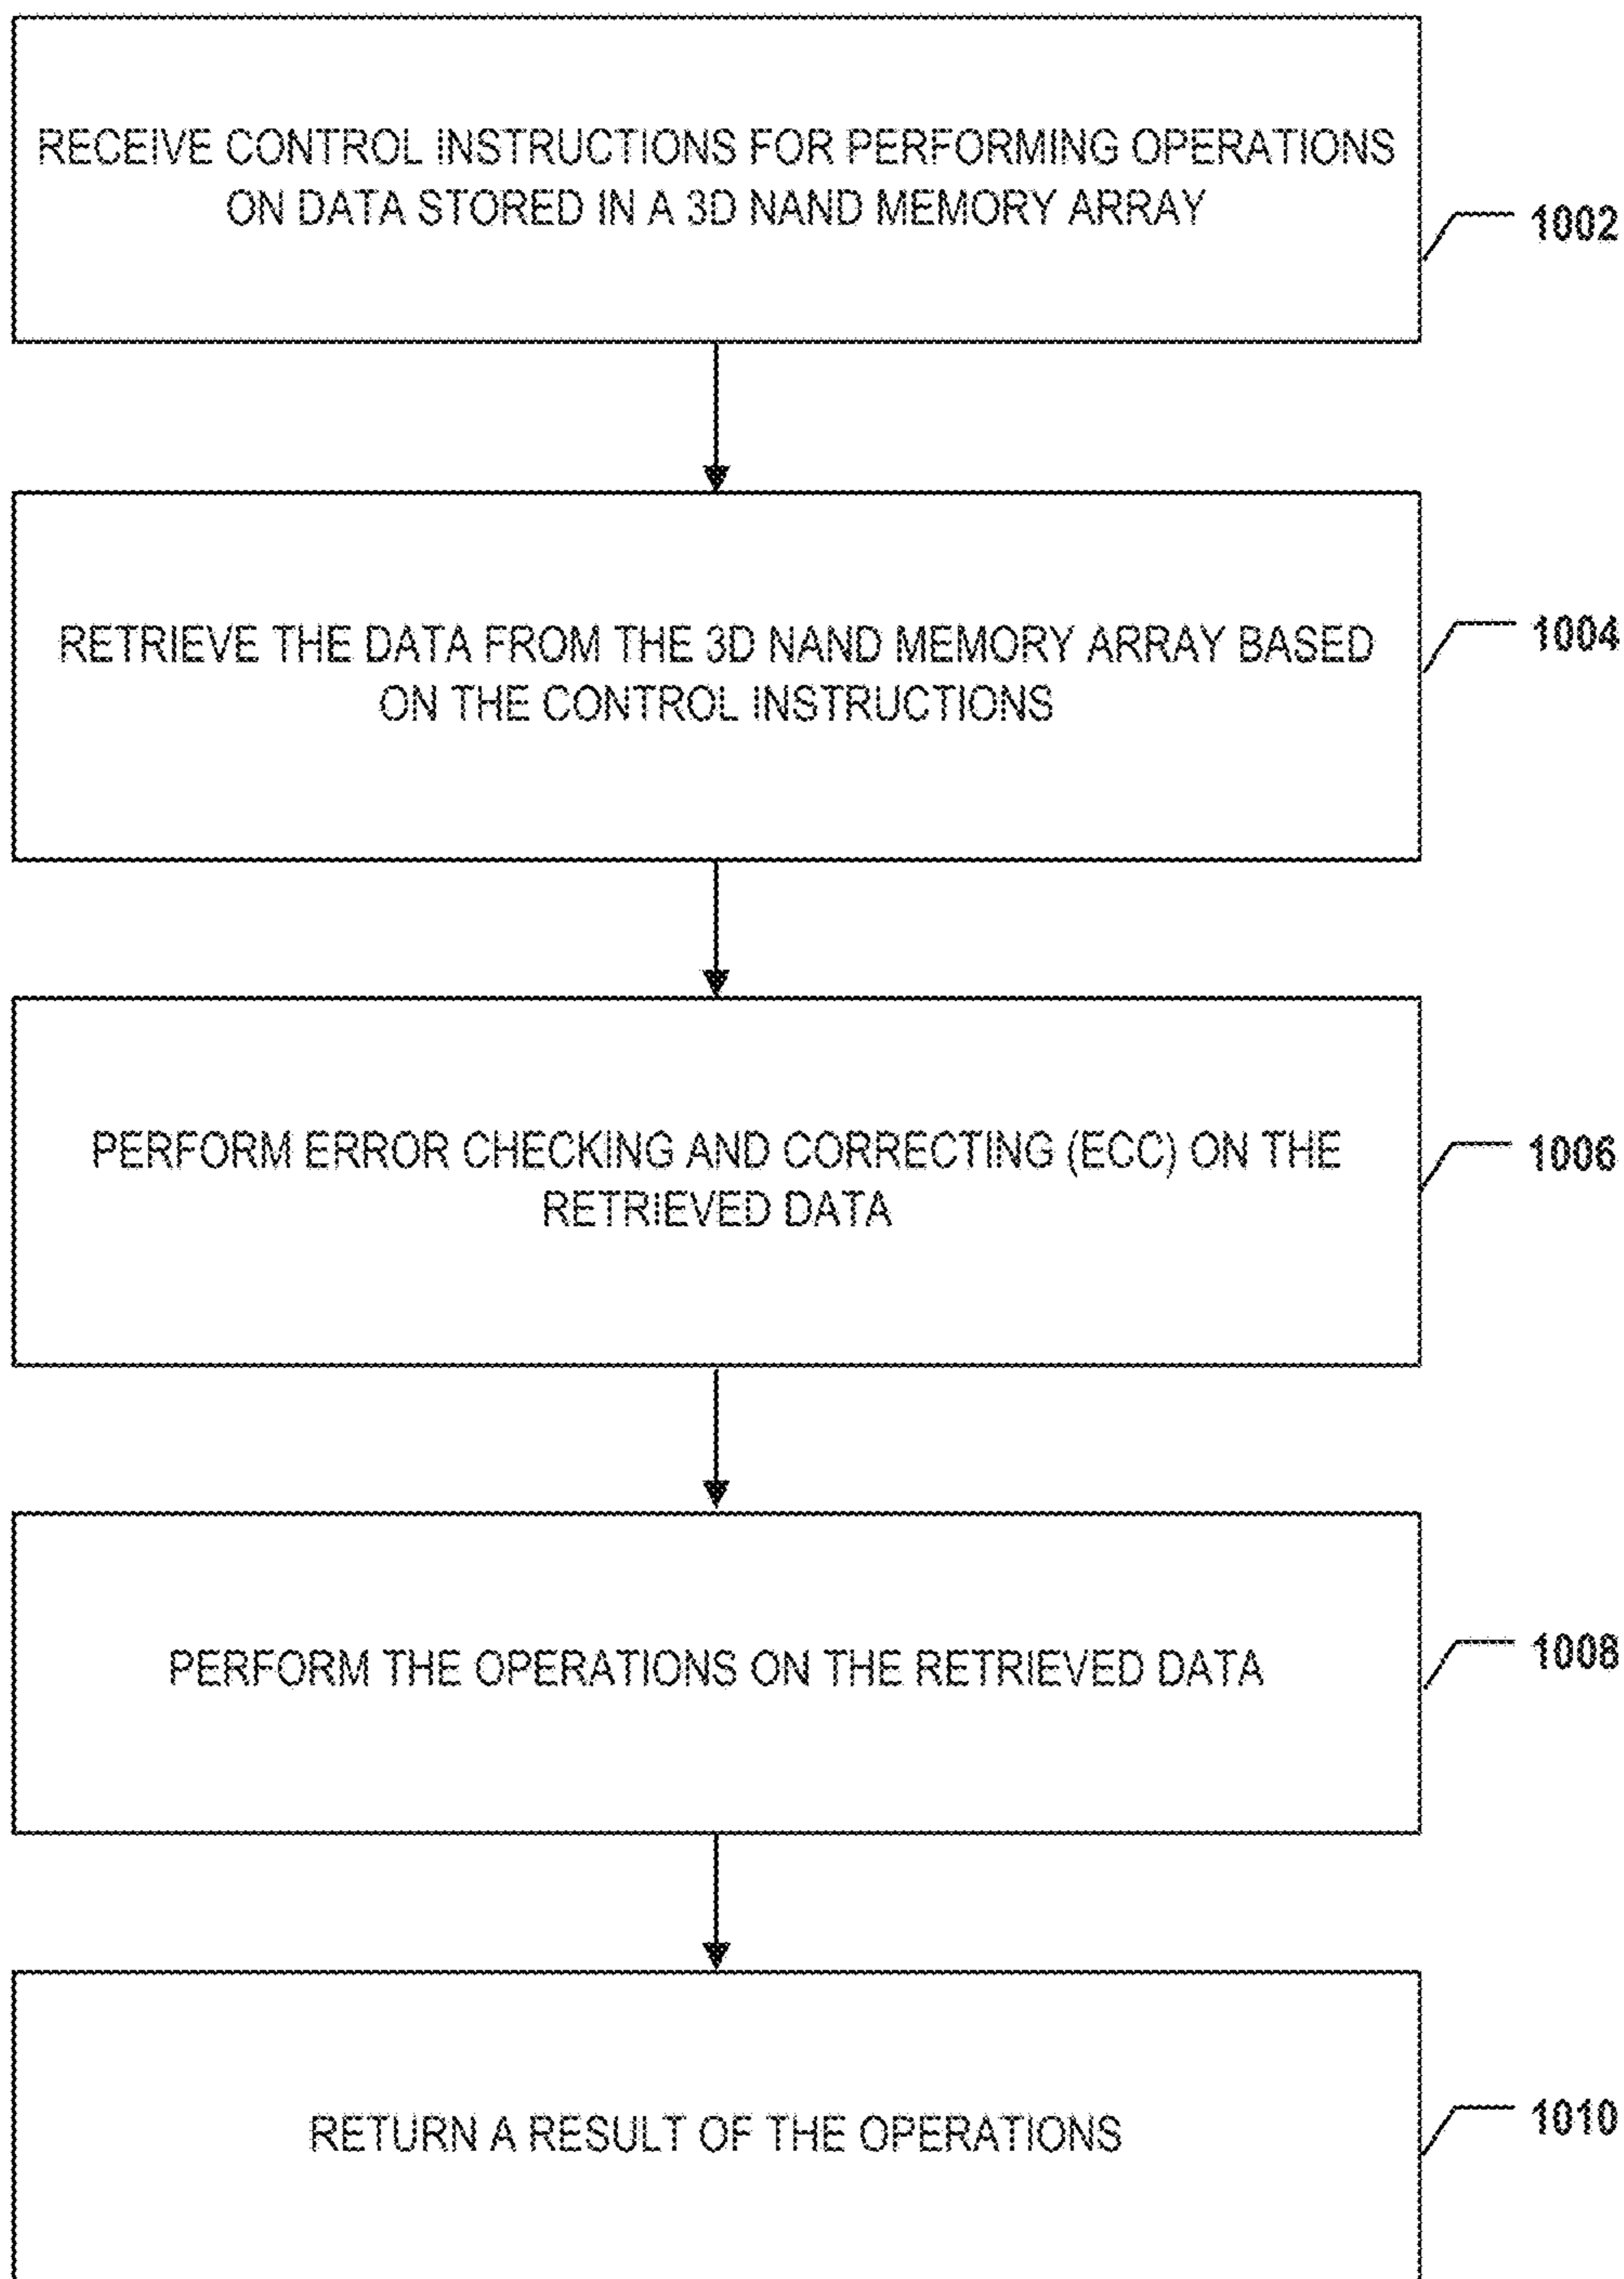 RECEIVE CONTROL INSTRUCTIONS FOR PERFORMING OPERATIONS
ON DATA STORED IN A 3D NAND MEMORY ARRAY
1002
RETRIEVE THE DATA FROM THE 3D NAND MEMORY ARRAY BASED
ON THE CONTROL INSTRUCTIONS
1004
PERFORM ERROR CHECKING AND CORRECTING (ECC) ON THE
RETRIEVED DATA
1006
PERFORM THE OPERATIONS ON THE RETRIEVED DATA
1008
RETURN A RESULT OF THE OPERATIONS
1010